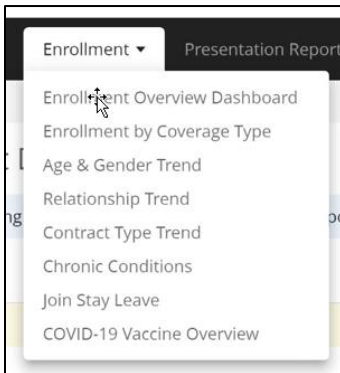 Enrollment ▼ Presentation Report
Enrollment Overview Dashboard
Enrollment by Coverage Type
Age & Gender Trend
Relationship Trend
Contract Type Trend
Chronic Conditions
Join Stay Leave
COVID-19 Vaccine Overview